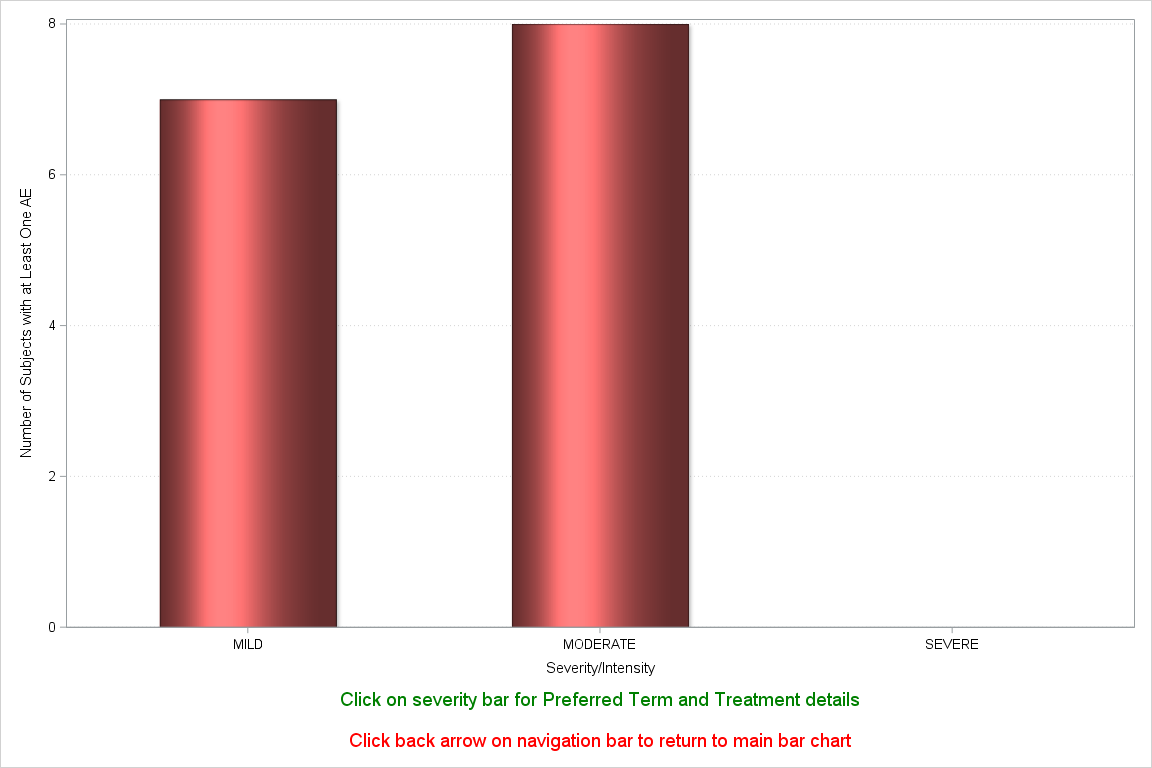 8
6
4
2
0
Number of Subjects with at Least One AE
MILD
MODERATE
SEVERE
Severity/Intensity
Click on severity bar for Preferred Term and Treatment details
Click back arrow on navigation bar to return to main bar chart